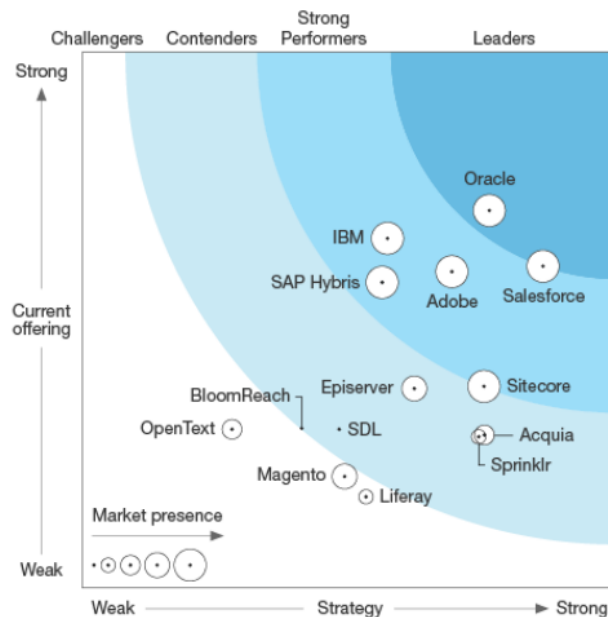 Strong
Challengers Contenders Performers Leaders
Strong
Oracle
IBM
SAP Hybris
Adobe
Salesforce
Current
offering
Episerver
Sitecore
BloomReach
OpenText
SDL
Acquia
Sprinklr
Magento
Liferay
Market presence
Weak
Weak Strategy Strong